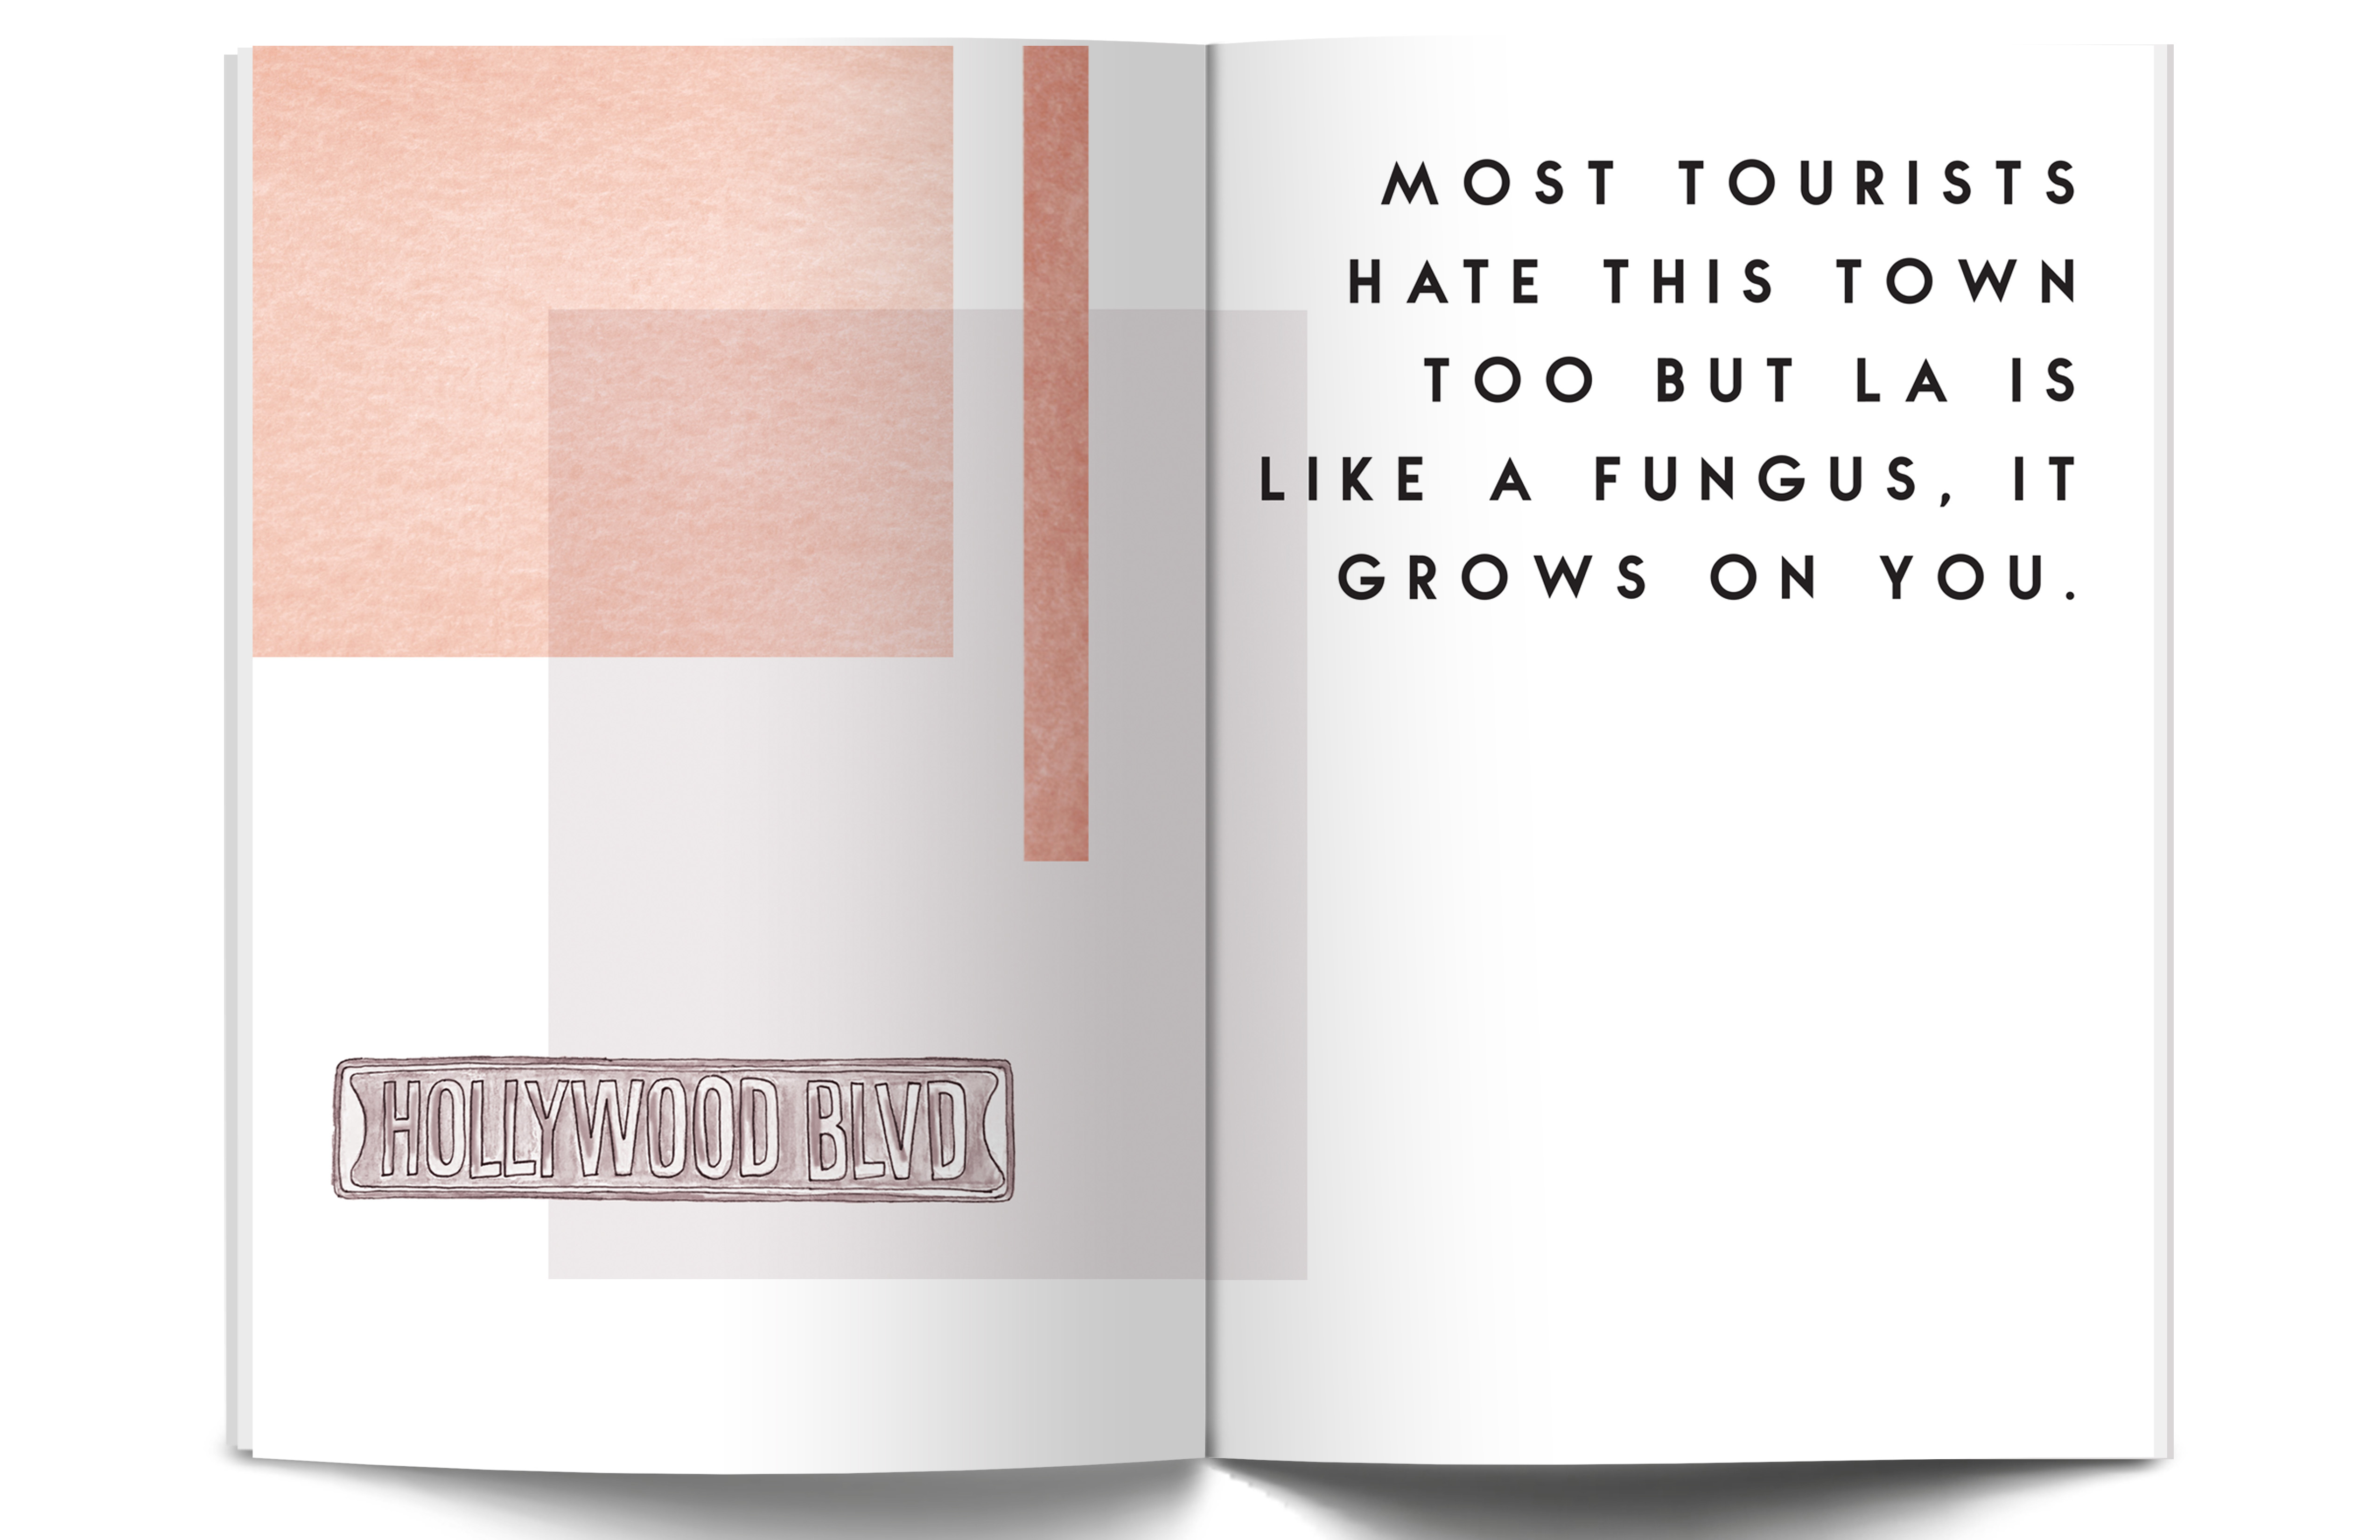 HOLLYWOOD BLVD
MOST TOURISTS
HATE THIS TOWN
TOO BUT LA IS
LIKE A FUNGUS, IT
GROWS ON YOU.